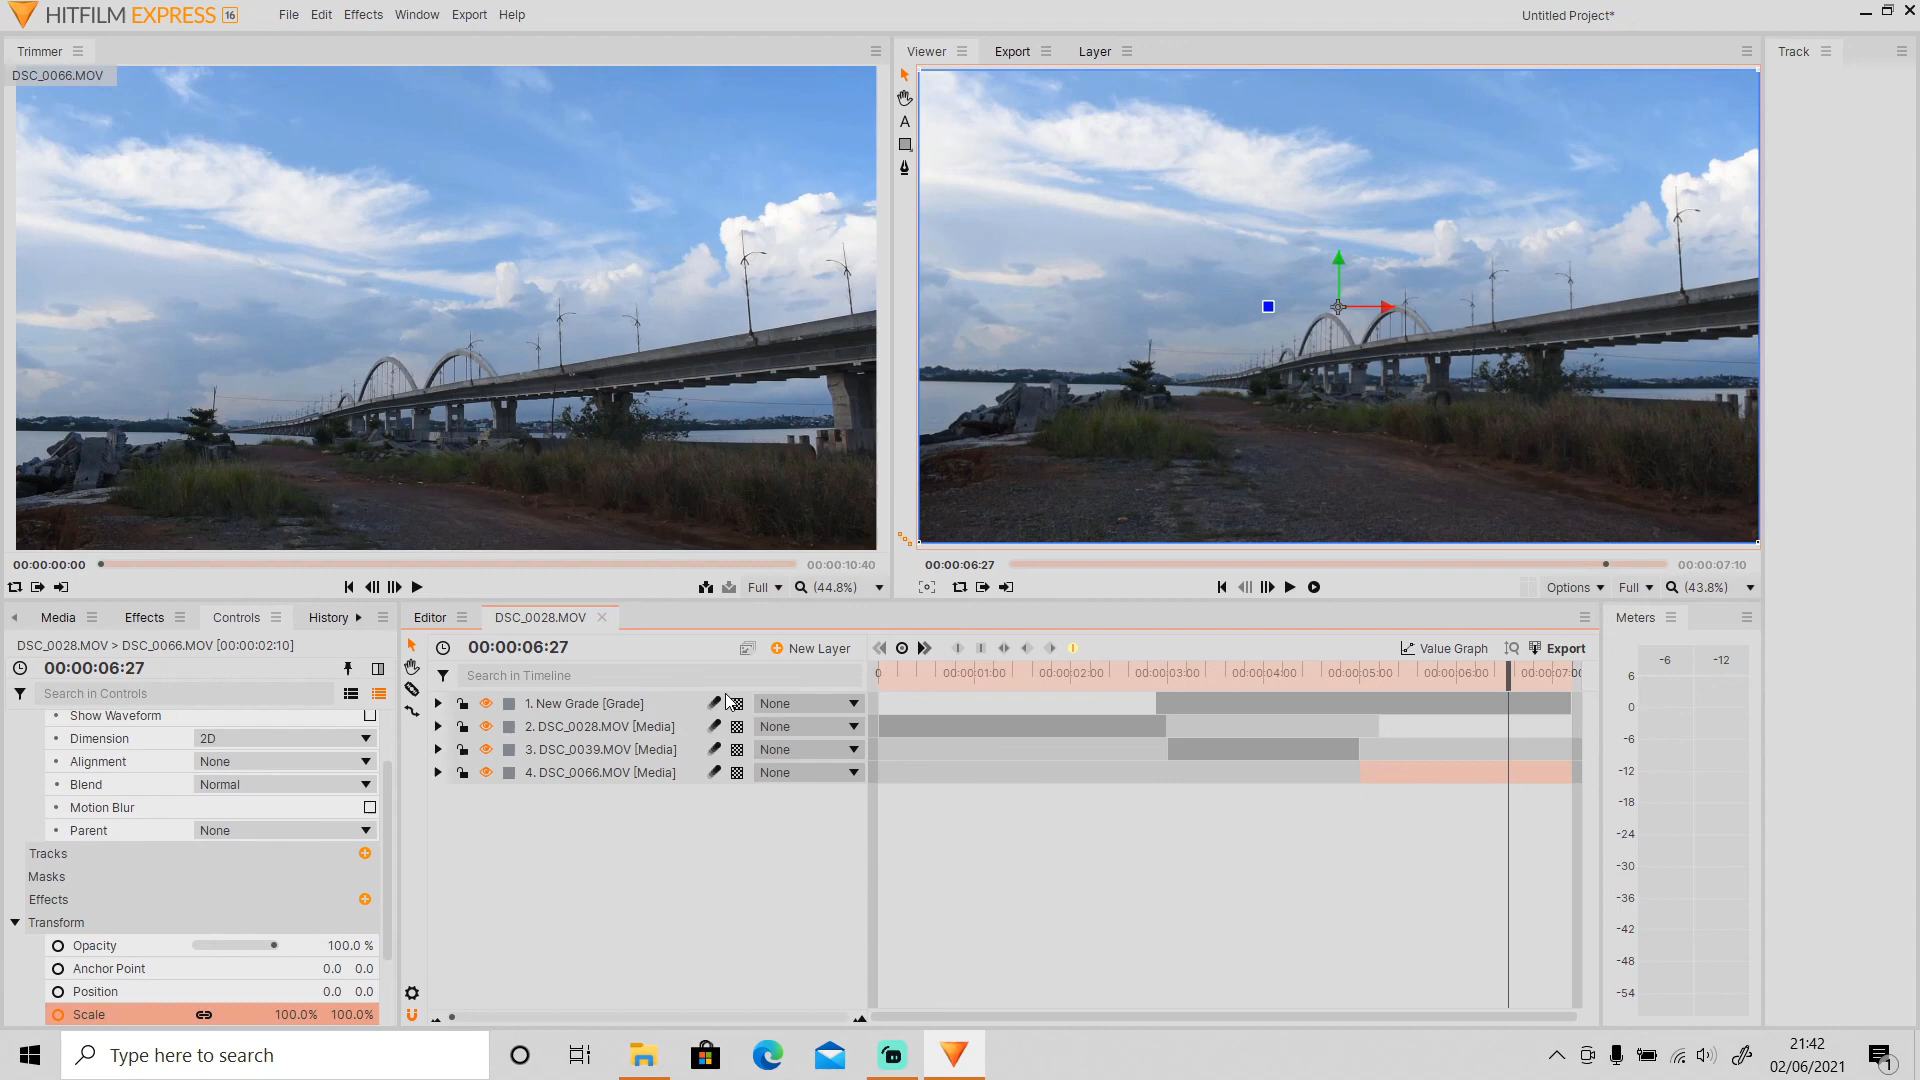 HITFILM EXPRESS 16
File Edit Effects Window Export Help
Untitled Project*
Trimmer
DSC_0066.MOV
Viewer Export Layer
Track
00:00:00:00
00:00:10:40
Full (44.8%)
00:00:06:27
00:00:07:10
Options Full (43.8%)
Media Effects Controls History
DSC_0028.MOV > DSC_0066.MOV [00:00:02:10]
00:00:06:27
Search in Controls
Show Waveform
Dimension 2D
Alignment None
Blend Normal
Motion Blur
Parent None
Tracks
Masks
Effects
Transform
Opacity 100.0 %
Anchor Point 0.0 0.0
Position 0.0 0.0
Scale 100.0% 100.0%
Editor DSC_0028.MOV
00:00:06:27
New Layer
Value Graph Export
Search in Timeline
0 00:00:01:00 00:00:02:00 00:00:03:00 00:00:04:00 00:00:05:00 00:00:06:00 00:00:07:0
1. New Grade [Grade] None
2. DSC_0028.MOV [Media] None
3. DSC_0039.MOV [Media] None
4. DSC_0066.MOV [Media] None
Meters
-6 -12
6
0
-6
-12
-18
-24
-30
-36
-42
-48
-54
Type here to search
21:42
02/06/2021
1